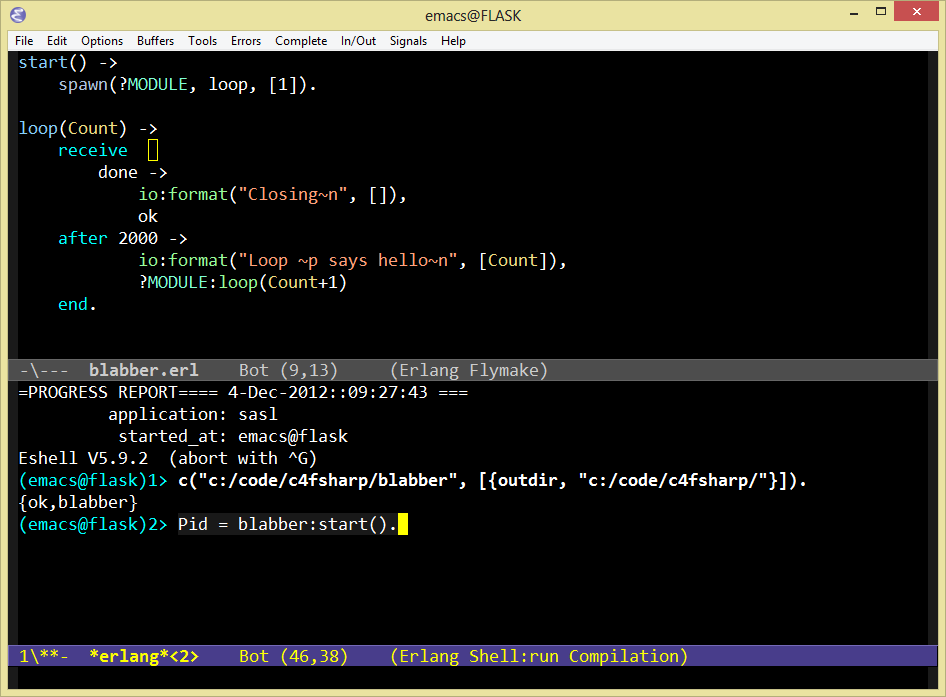 emacs@FLASK
File Edit Options Buffers Tools Errors Complete In/Out Signals Help
start() ->
    spawn(?MODULE, loop, [1]).

loop(Count) ->
    receive
        done ->
            io:format("Closing~n", []),
            ok
    after 2000 ->
            io:format("Loop ~p says hello~n", [Count]),
            ?MODULE:loop(Count+1)
    end.

-\---  blabber.erl    Bot (9,13)     (Erlang Flymake)
=PROGRESS REPORT==== 4-Dec-2012::09:27:43 ===
         application: sasl
          started_at: emacs@flask
Eshell V5.9.2  (abort with ^G)
(emacs@flask)1> c("c:/code/c4fsharp/blabber", [{outdir, "c:/code/c4fsharp/"}]).
{ok,blabber}
(emacs@flask)2> Pid = blabber:start().
1\**-  *erlang*<2>    Bot (46,38)    (Erlang Shell:run Compilation)